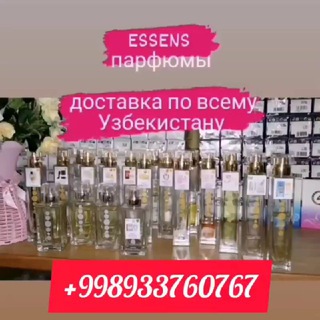 ESSENS
парфюмы
доставка по всему
Узбекистану
+998933760767